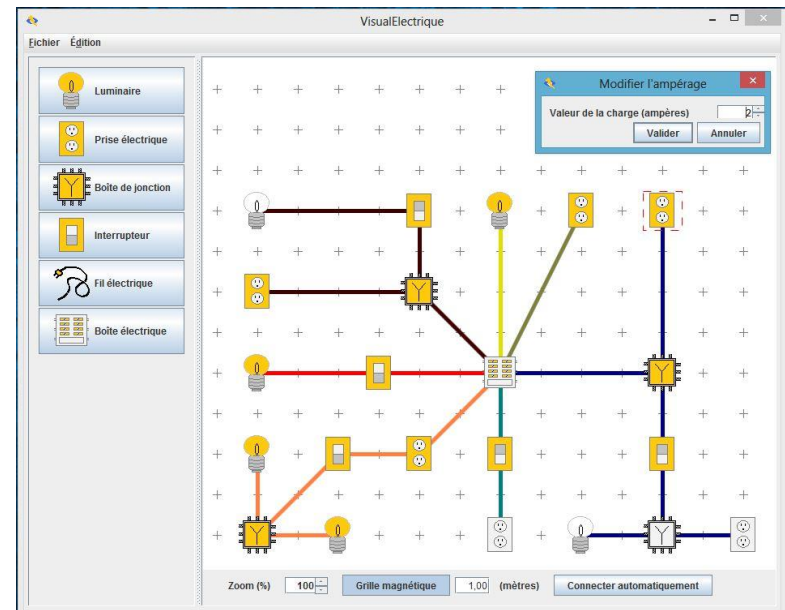 VisualElectrique
Fichier Édition
Luminaire
Prise électrique
Boîte de jonction
Interrupteur
Fil électrique
Boîte électrique
Modifier l'ampérage
Valeur de la charge (ampères) 2
Valider Annuler
Zoom (%) 100 Grille magnétique 1,00 (mètres) Connecter automatiquement